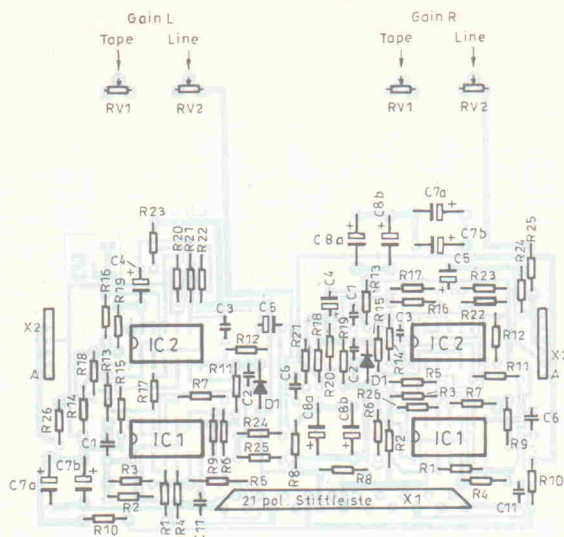 Gain L
Gain R
Tape
Line
Tape
Line
RV1
RV2
RV1
RV2
C7a
C8b
C8a
C7b
R23
R25
R24
R20
R21
R22
C4
C5
R13
R17
R23
R16
R19
C4
R16
R22
C3
C5
C1
C3
R18
R19
R15
R12
R21
R20
R14
X2
IC 2
R12
IC 2
X2
R18
R13
R15
R17
R11
C2
D1
C6
C2
D1
R5
R11
A
R7
R3
R26
R7
A
R26
R14
C8a
C8b
R6
R2
C6
C1
IC 1
R9
R6
R24
R25
IC 1
R9
C7a
C7b
R3
R5
R8
R8
R1
R4
R10
R2
R1
R4
C11
21 pol. Stiftleiste X1
C11
R10